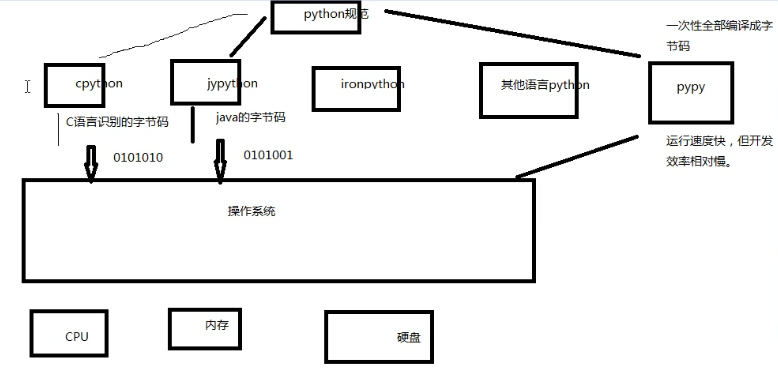 python规范
一次性全部编译成字
节码
cpython
jypython
ironpython
其他语言python
pypy
C语言识别的字节码
java的字节码
0101010
0101001
运行速度快，但开发
效率相对慢。
操作系统
CPU
内存
硬盘